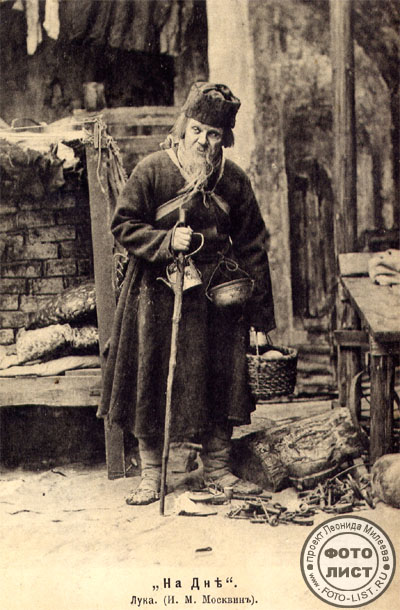 „На Днѣ“.
Лука. (И. М. Москвинъ).
проект Леонида Милеева
ФОТО
ЛИСТ
WWW.FOTO-LIST.RU